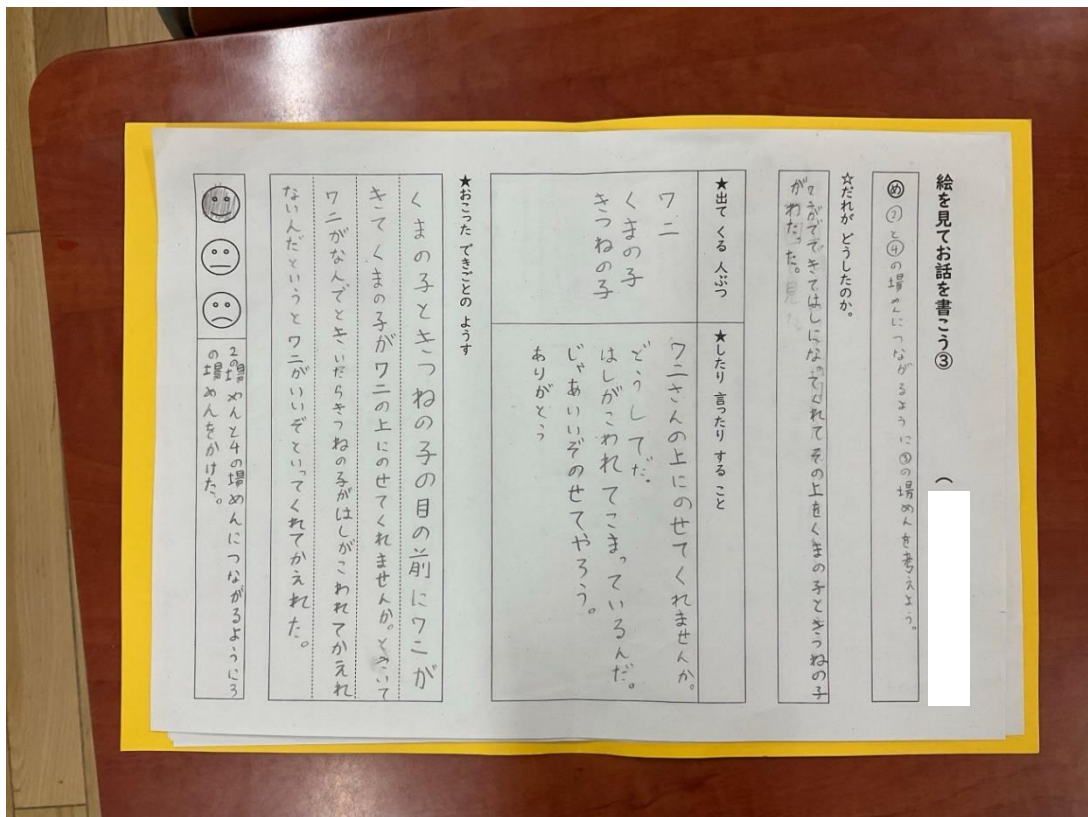 絵を見てお話を書こう③ (
め ②と④の場めんにつながるように③の場めんを考えよう。
☆だれが どうしたのか。
ワニがでてきてはしになってくれてその上をくまの子ときつねの子
がわたった。
★出て くる 人ぶつ
ワニ
くまの子
きつねの子
★したり 言ったり する こと
ワニさんの上にのせてくれませんか。
どうしてだ。
はしがこわれてこまっているんだ。
じゃあいいぞのせてやろう。
ありがとう
★おこった できごとの ようす
くまの子ときつねの子の目の前にワニが
きてくまの子がワニの上にのせてくれませんか。ときいて
ワニがなんでときいたらきつねの子がはしがこわれてかえれ
ないんだというとワニがいいぞといってくれてかえれた。
2の場めんと4の場めんにつながるように3
の場めんをかけた。